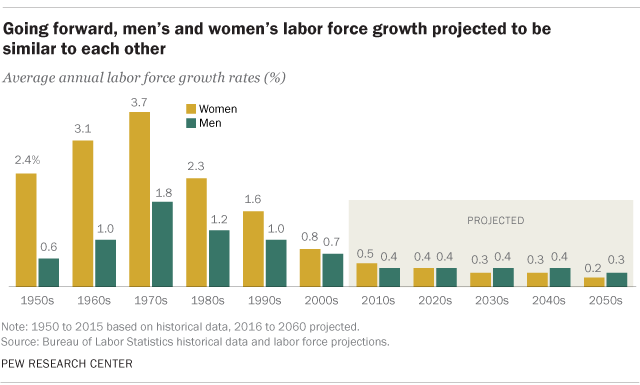 Going forward, men's and women's labor force growth projected to be
similar to each other
Average annual labor force growth rates (%)
Women
Men
2.4%
0.6
3.1
1.0
3.7
1.8
2.3
1.2
1.6
1.0
0.8
0.7
PROJECTED
0.5
0.4
0.4
0.4
0.3
0.4
0.3
0.4
0.2
0.3
1950s 1960s 1970s 1980s 1990s 2000s 2010s 2020s 2030s 2040s 2050s
Note: 1950 to 2015 based on historical data, 2016 to 2060 projected.
Source: Bureau of Labor Statistics historical data and labor force projections.
PEW RESEARCH CENTER